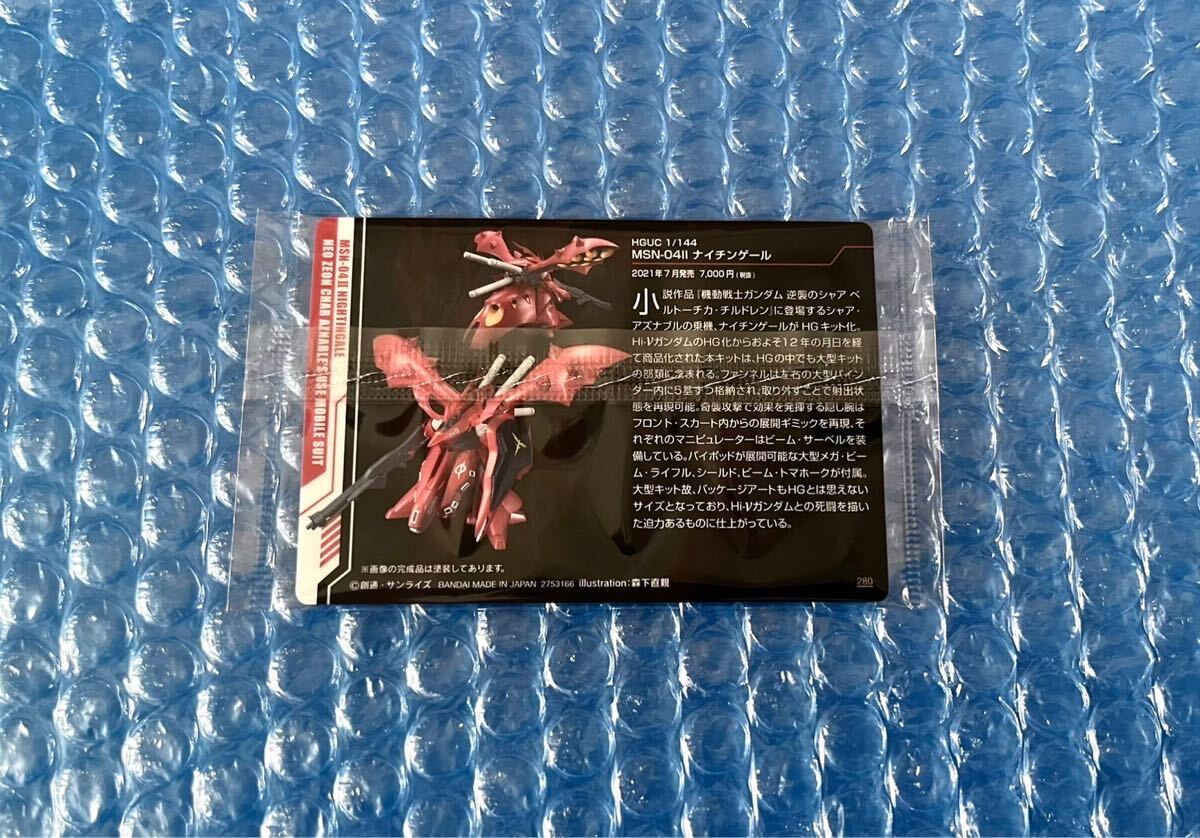 MSN-04II NIGHTINGALE
NEO ZEON CHAR AZNABLE'S USE MOBILE SUIT
HGUC 1/144
MSN-04II ナイチンゲール
2021年7月発売 7,000円(税抜)
小説作品『機動戦士ガンダム 逆襲のシャア ベ
ルトーチカ・チルドレン』に登場するシャア・
アズナブルの乗機、ナイチンゲールがHGキット化。
Hi-νガンダムのHG化からおよそ12年の月日を経
て商品化された本キットは、HGの中でも大型キット
の部類に含まれる。ファンネルは左右の大型バイン
ダー内に5基ずつ格納され、取り外すことで射出状
態を再現可能。奇襲攻撃で効果を発揮する隠し腕は
フロント・スカート内からの展開ギミックを再現、そ
れぞれのマニピュレーターはビーム・サーベルを装
備している。バイポッドが展開可能な大型メガ・ビー
ム・ライフル、シールド、ビーム・トマホークが付属。
大型キット故、パッケージアートもHGとは思えない
サイズとなっており、Hi-νガンダムとの死闘を描い
た迫力あるものに仕上がっている。
※画像の完成品は塗装してあります。
©創通・サンライズ BANDAI MADE IN JAPAN 2753166 illustration:森下直親
280